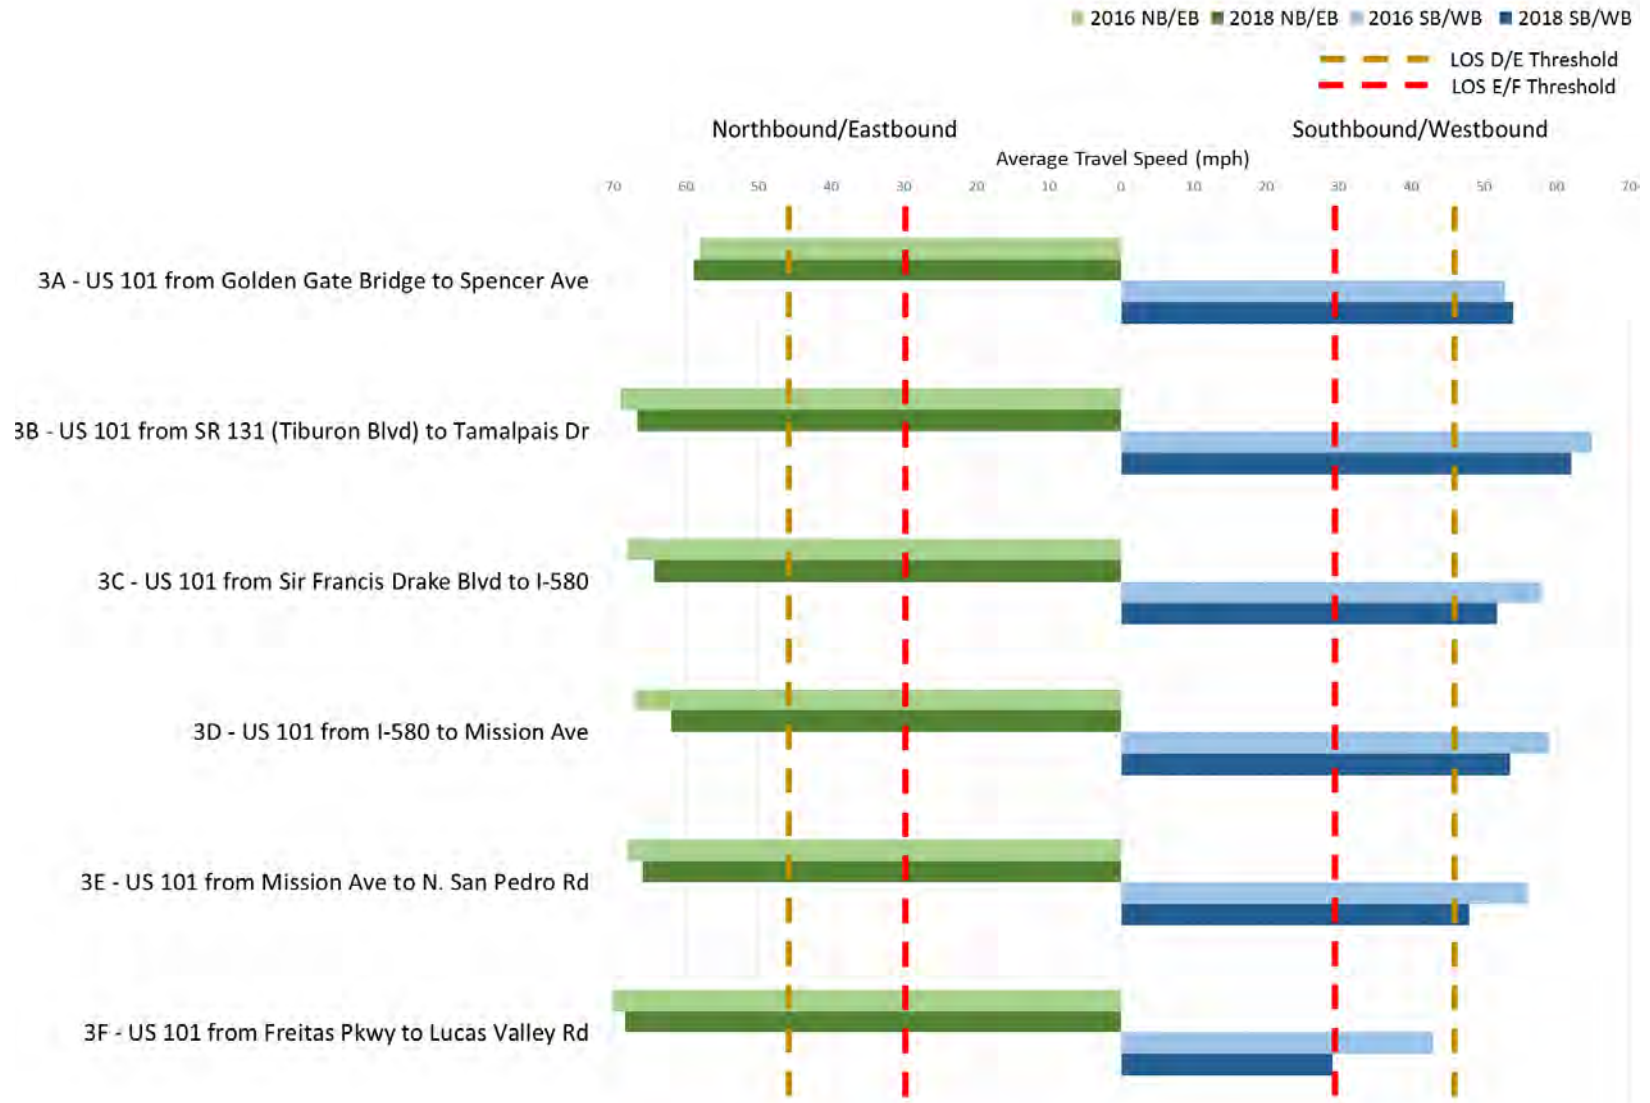 2016 NB/EB 2018 NB/EB 2016 SB/WB 2018 SB/WB
LOS D/E Threshold
LOS E/F Threshold
Northbound/Eastbound Southbound/Westbound
Average Travel Speed (mph)
70 60 50 40 30 20 10 0 10 20 30 40 50 60 70
3A - US 101 from Golden Gate Bridge to Spencer Ave
3B - US 101 from SR 131 (Tiburon Blvd) to Tamalpais Dr
3C - US 101 from Sir Francis Drake Blvd to I-580
3D - US 101 from I-580 to Mission Ave
3E - US 101 from Mission Ave to N. San Pedro Rd
3F - US 101 from Freitas Pkwy to Lucas Valley Rd